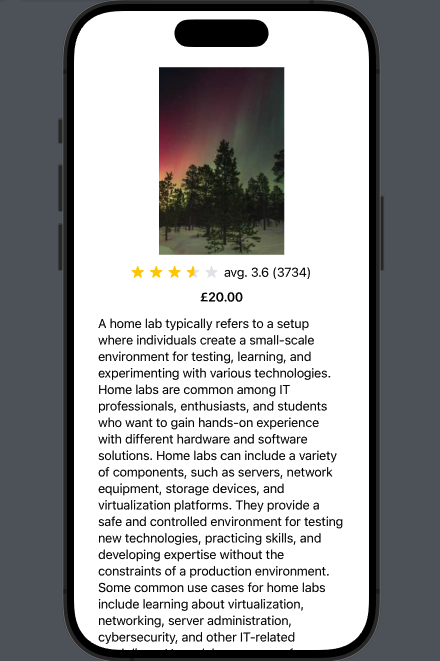 avg. 3.6 (3734)
£20.00
A home lab typically refers to a setup
where individuals create a small-scale
environment for testing, learning, and
experimenting with various technologies.
Home labs are common among IT
professionals, enthusiasts, and students
who want to gain hands-on experience
with different hardware and software
solutions. Home labs can include a variety
of components, such as servers, network
equipment, storage devices, and
virtualization platforms. They provide a
safe and controlled environment for testing
new technologies, practicing skills, and
developing expertise without the
constraints of a production environment.
Some common use cases for home labs
include learning about virtualization,
networking, server administration,
cybersecurity, and other IT-related